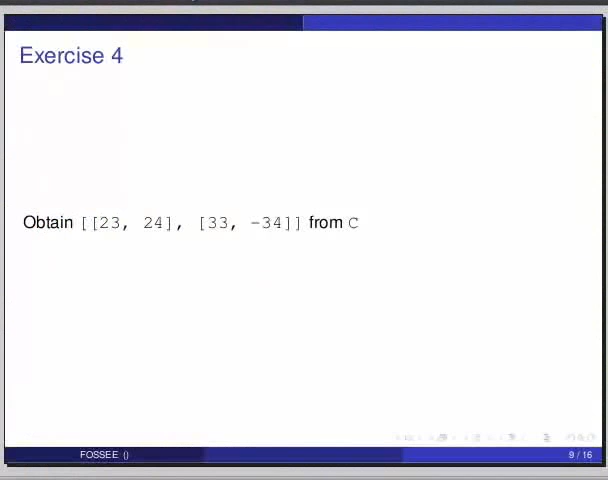 Exercise 4
Obtain [[23, 24], [33, -34]] from C
FOSSEE ()
9 / 16